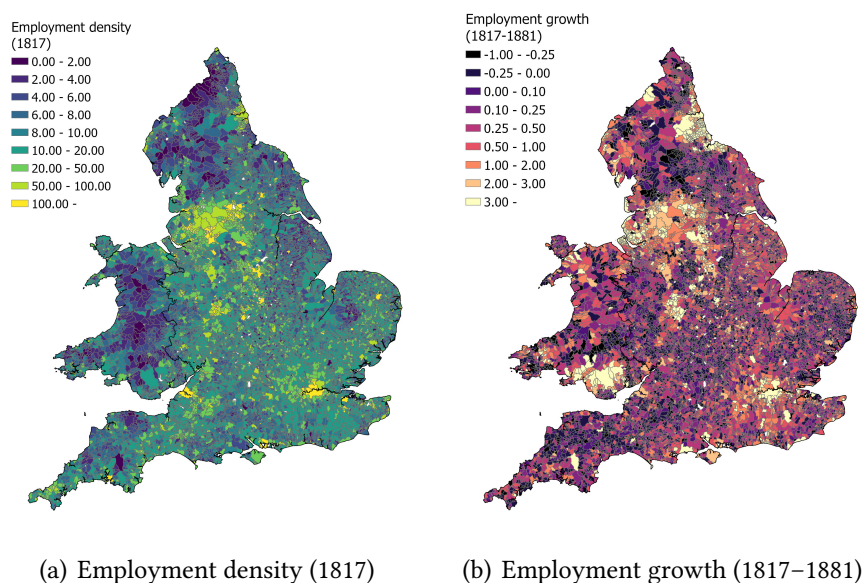 Employment density
(1817)
0.00 - 2.00
2.00 - 4.00
4.00 - 6.00
6.00 - 8.00
8.00 - 10.00
10.00 - 20.00
20.00 - 50.00
50.00 - 100.00
100.00 -
Employment growth
(1817-1881)
-1.00 - -0.25
-0.25 - 0.00
0.00 - 0.10
0.10 - 0.25
0.25 - 0.50
0.50 - 1.00
1.00 - 2.00
2.00 - 3.00
3.00 -
(a) Employment density (1817)
(b) Employment growth (1817–1881)